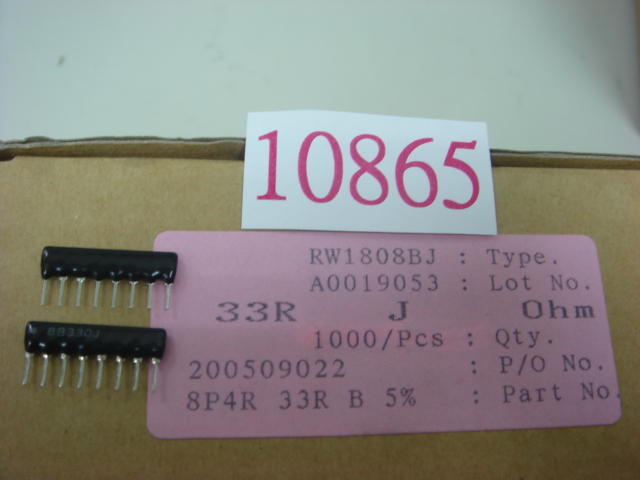 10865
RW1808BJ : Type.
A0019053 : Lot No.
33R J Ohm
1000/Pcs : Qty.
200509022 : P/O No.
8P4R 33R B 5% : Part No.
8B330J